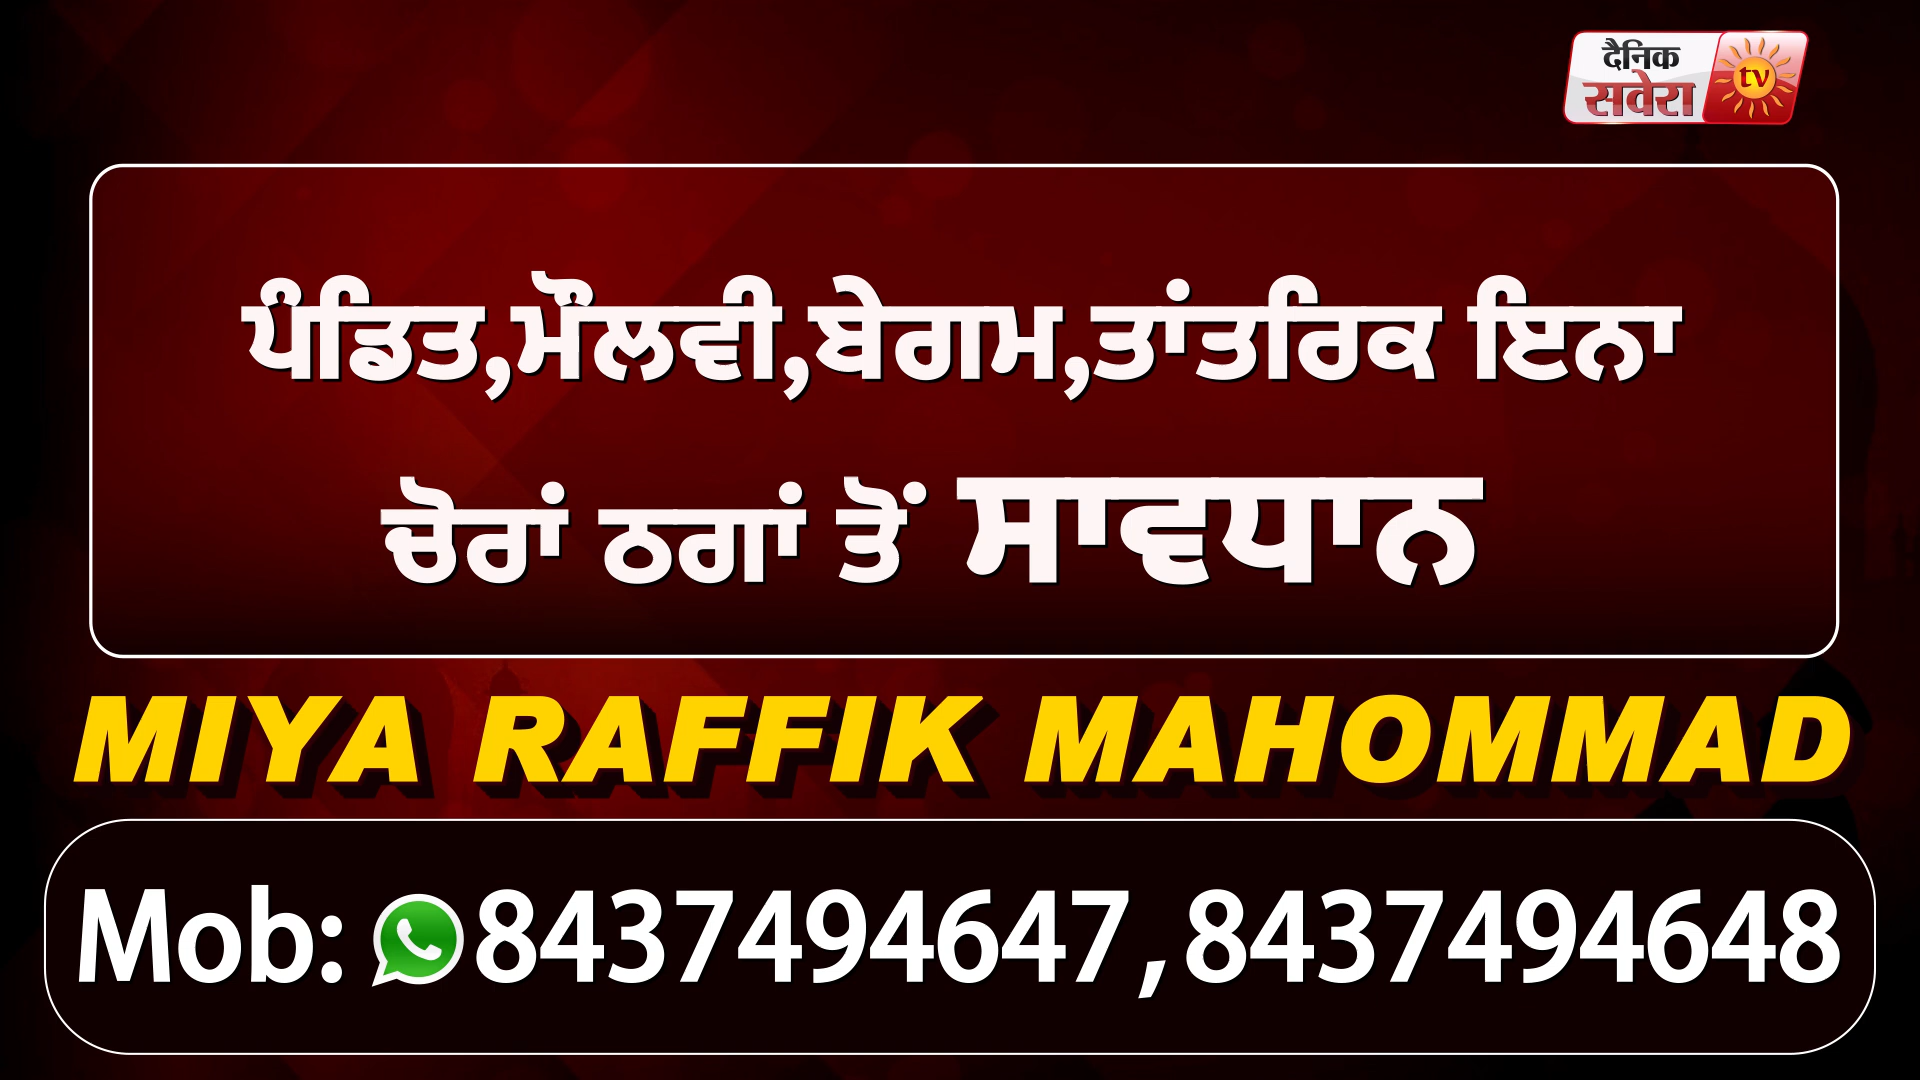 दैनिक
सवेरा
tv
ਪੰਡਿਤ,ਮੌਲਵੀ,ਬੇਗਮ,ਤਾਂਤਰਿਕ ਇਨਾ
ਚੋਰਾਂ ਠਗਾਂ ਤੋਂ ਸਾਵਧਾਨ
MIYA RAFFIK MAHOMMAD
Mob: 8437494647, 8437494648